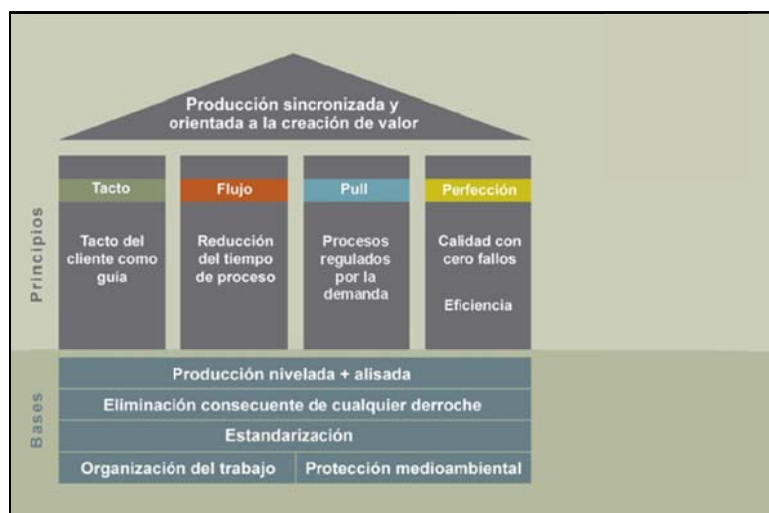 Producción sincronizada y
orientada a la creación de valor
Principios
Tacto
Tacto del
cliente como
guía
Flujo
Reducción
del tiempo
de proceso
Pull
Procesos
regulados
por la
demanda
Perfección
Calidad con
cero fallos
Eficiencia
Bases
Producción nivelada + alisada
Eliminación consecuente de cualquier derroche
Estandarización
Organización del trabajo
Protección medioambiental